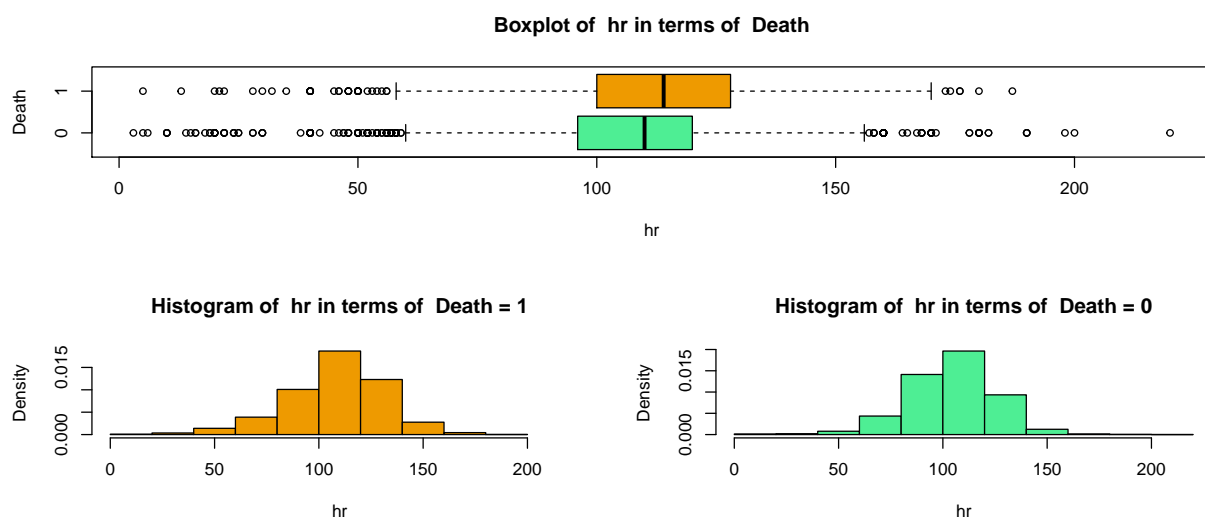 Boxplot of hr in terms of Death
Death
1
0
0 50 100 150 200
hr
Histogram of hr in terms of Death = 1
Density
0.015
0.000
0 50 100 150 200
hr
Histogram of hr in terms of Death = 0
Density
0.015
0.000
0 50 100 150 200
hr